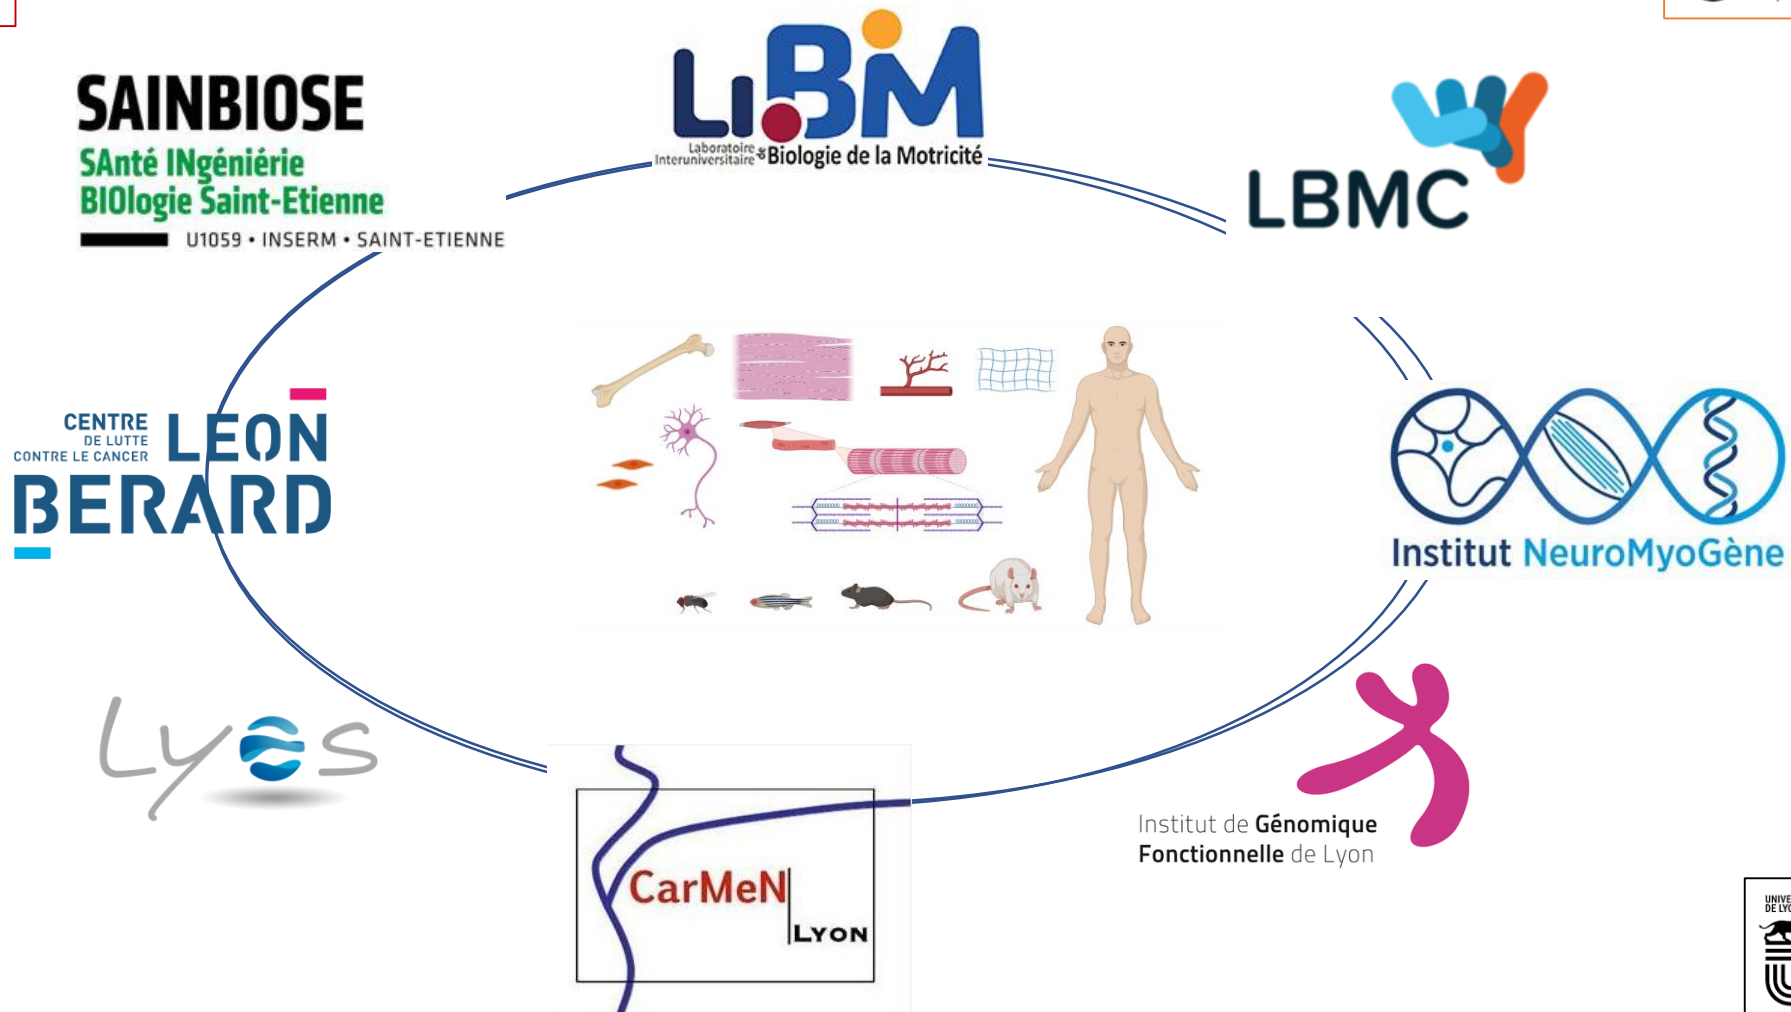 SAINBIOSE
SAnté INgéniérie
BIOlogie Saint-Etienne
U1059 • INSERM • SAINT-ETIENNE
LIBM
Laboratoire
Interuniversitaire de Biologie de la Motricité
LBMC
CENTRE
DE LUTTE
CONTRE LE CANCER
LEON
BERARD
Institut NeuroMyoGène
Lyos
CarMeN
LYON
Institut de Génomique
Fonctionnelle de Lyon